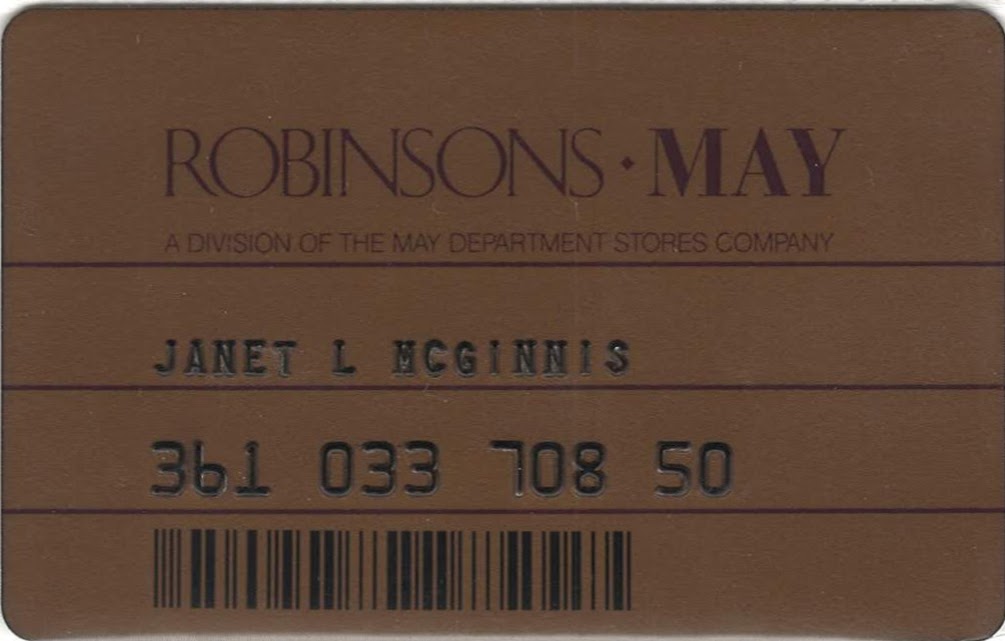 ROBINSONS · MAY
A DIVISION OF THE MAY DEPARTMENT STORES COMPANY
JANET L MCGINNIS
361 033 708 50